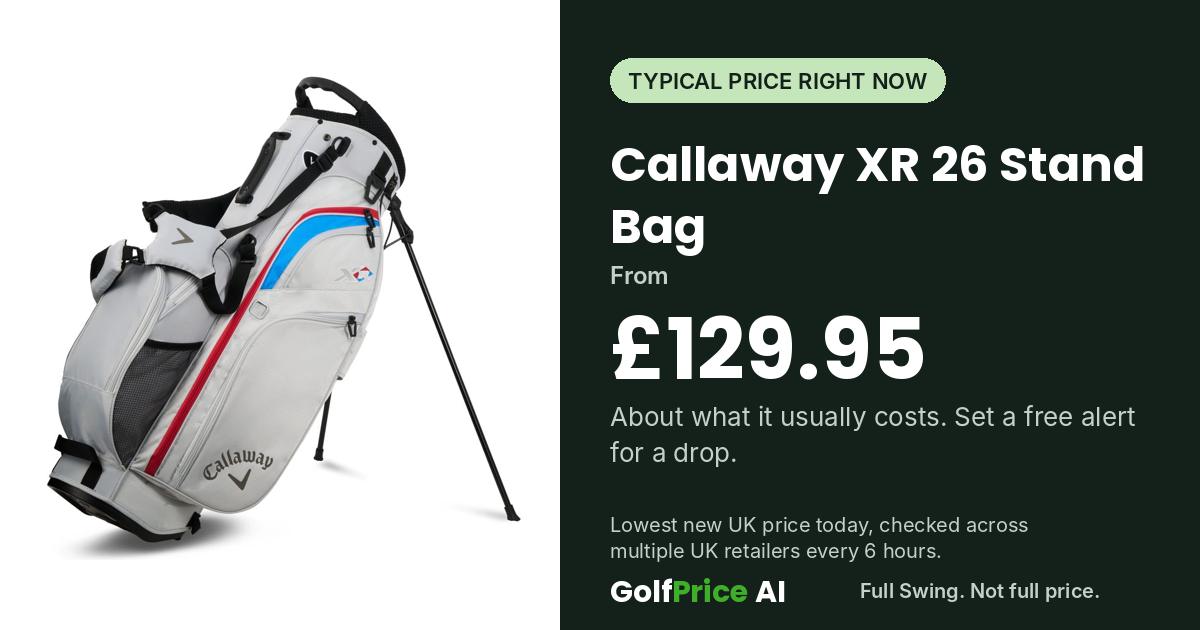 TYPICAL PRICE RIGHT NOW
Callaway XR 26 Stand
Bag
From
£129.95
About what it usually costs. Set a free alert
for a drop.
Lowest new UK price today, checked across
multiple UK retailers every 6 hours.
GolfPrice AI
Full Swing. Not full price.
Callaway